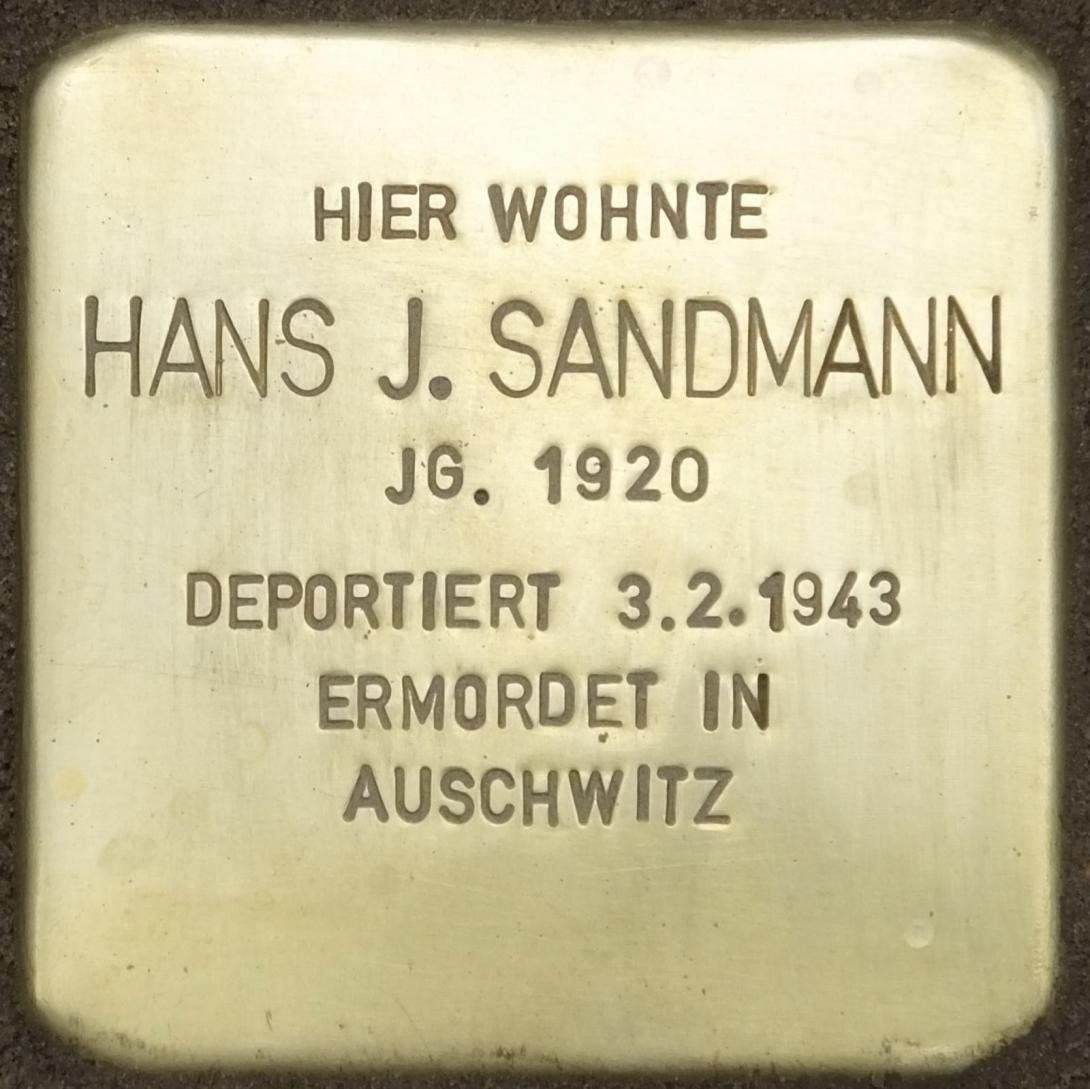 HIER WOHNTE
HANS J. SANDMANN
JG. 1920
DEPORTIERT 3.2.1943
ERMORDET IN
AUSCHWITZ